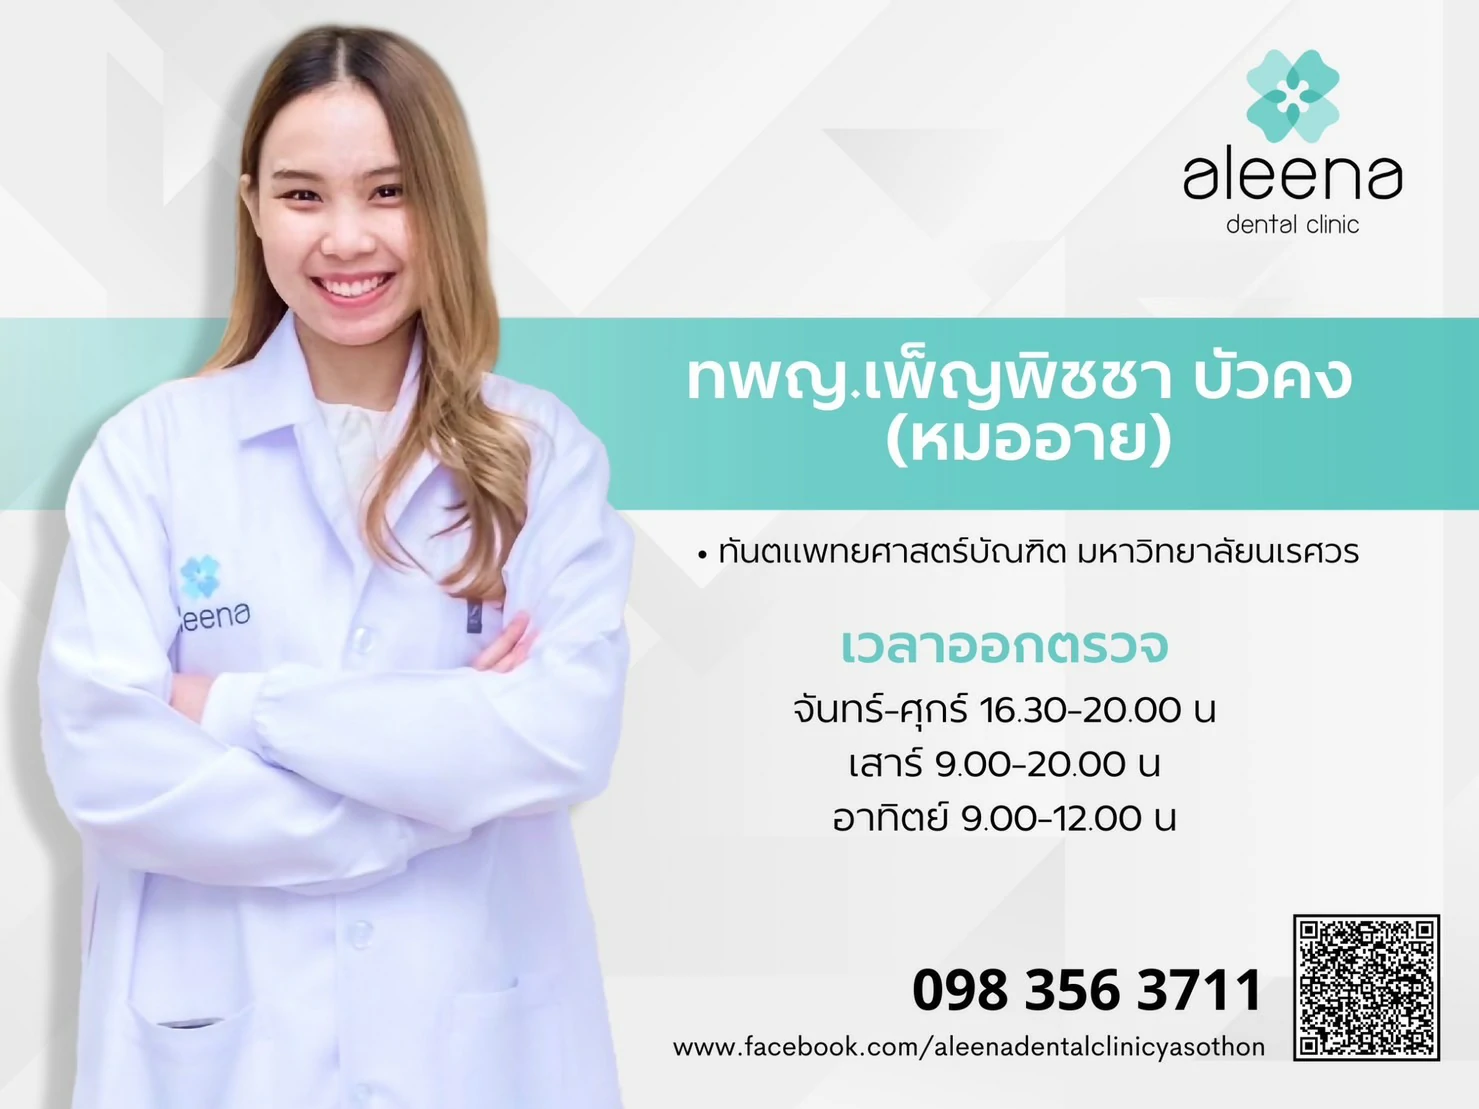 aleena
dental clinic
ทพญ.เพ็ญพิชชา บัวคง
(หมออาย)
• ทันตแพทยศาสตร์บัณฑิต มหาวิทยาลัยนเรศวร
leena
เวลาออกตรวจ
จันทร์-ศุกร์ 16.30-20.00 น
เสาร์ 9.00-20.00 น
อาทิตย์ 9.00-12.00 น
098 356 3711
www.facebook.com/aleenadentalclinicyasothon